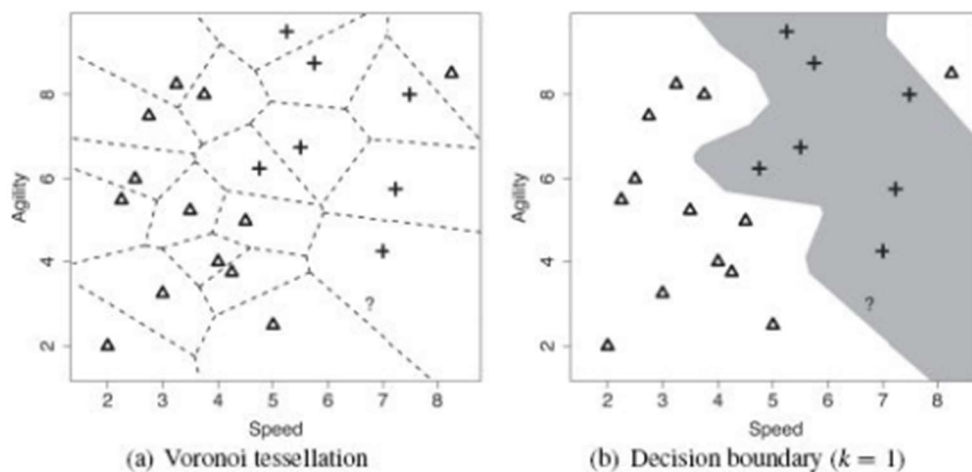 Agility
8
6
4
2
?
2 3 4 5 6 7 8
Speed
(a) Voronoi tessellation
Agility
8
6
4
2
?
2 3 4 5 6 7 8
Speed
(b) Decision boundary (k = 1)